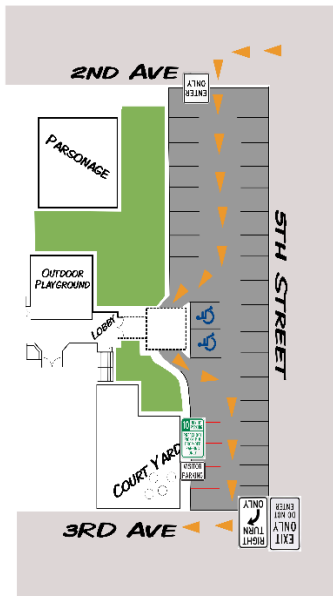 2ND AVE
ENTER
ONLY
PARSONAGE
5TH STREET
OUTDOOR
PLAYGROUND
LOBBY
COURT YARD
10
VISITOR
PARKING
3RD AVE
RIGHT
TURN
ONLY
EXIT
ONLY
DO NOT
ENTER